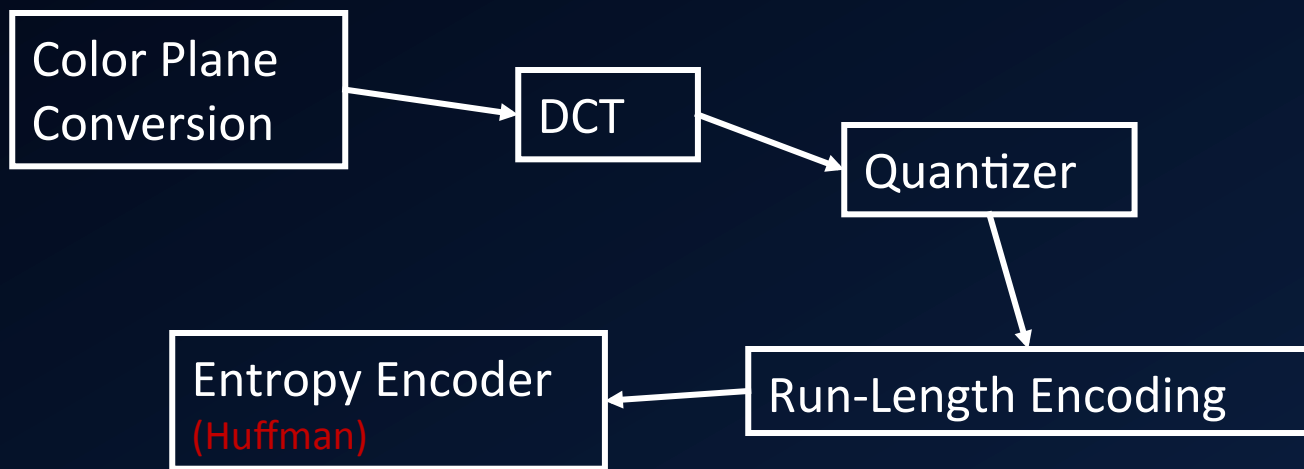 Color Plane
Conversion
DCT
Quantizer
Run-Length Encoding
Entropy Encoder
(Huffman)